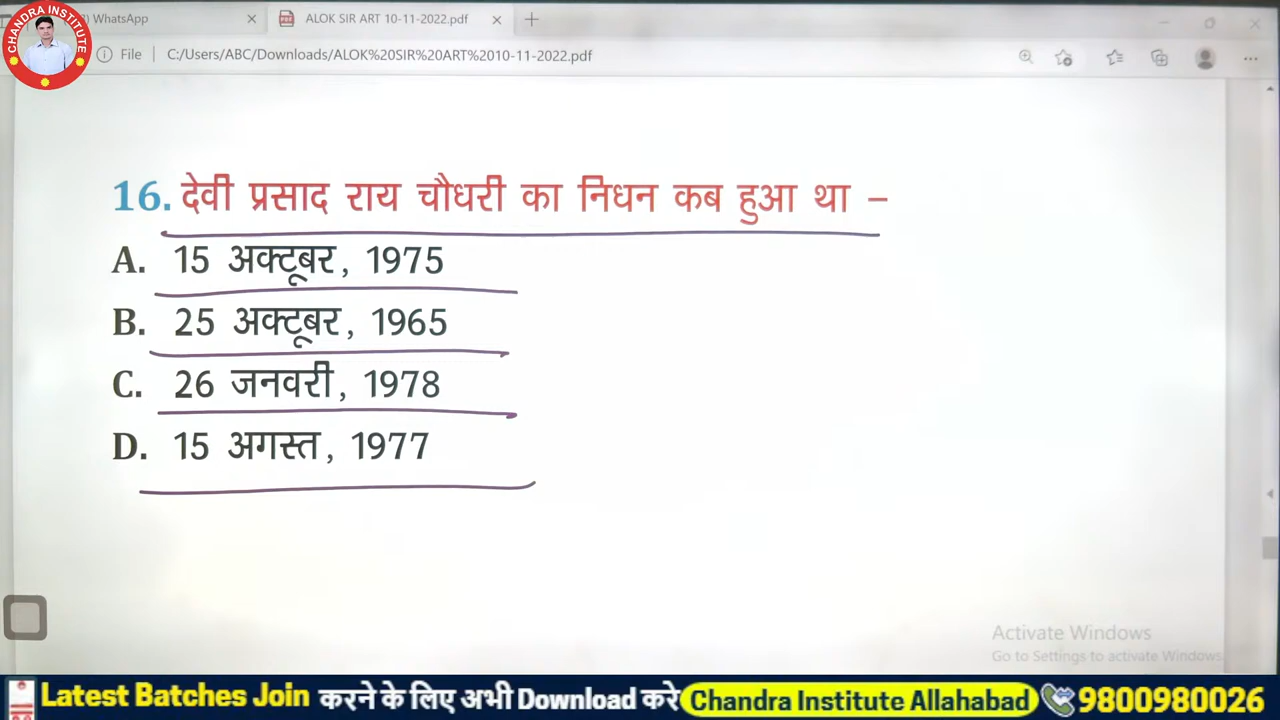 CHANDRA INSTITUTE
WhatsApp
ALOK SIR ART 10-11-2022.pdf
File C:/Users/ABC/Downloads/ALOK%20SIR%20ART%2010-11-2022.pdf
16. देवी प्रसाद राय चौधरी का निधन कब हुआ था –
A. 15 अक्टूबर, 1975
B. 25 अक्टूबर, 1965
C. 26 जनवरी, 1978
D. 15 अगस्त, 1977
Activate Windows
Go to Settings to activate Windows
Latest Batches Join करने के लिए अभी Download करे Chandra Institute Allahabad 9800980026